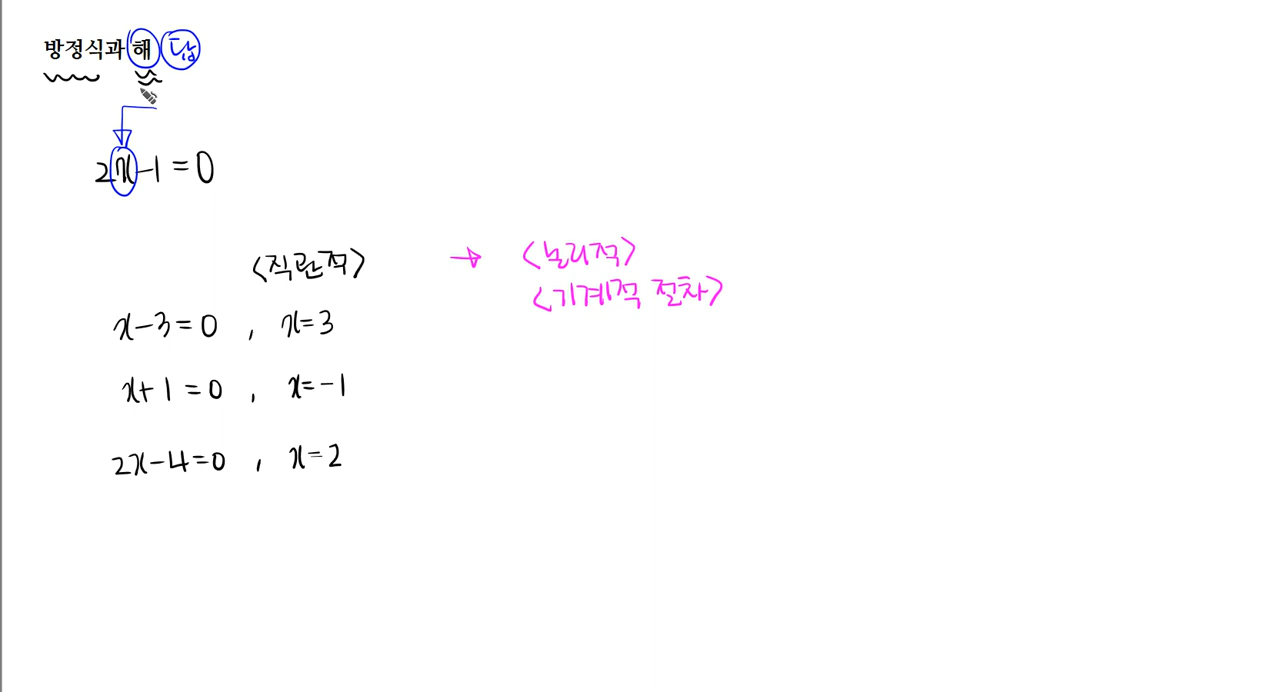 방정식과 해 답
2x-1=0
<직관적> → <논리적>
<기계적 절차>
x-3=0 , x=3
x+1=0 , x=-1
2x-4=0 , x=2